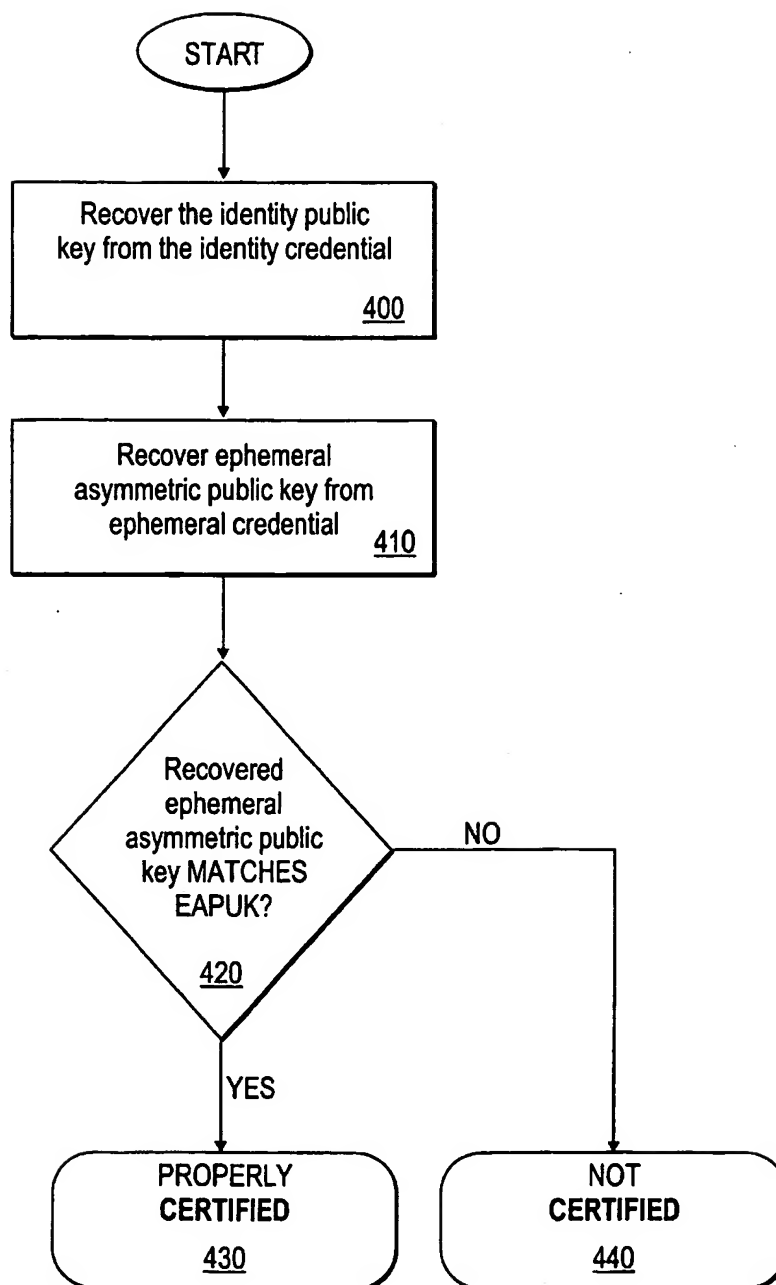 START
Recover the identity public
key from the identity credential
400
Recover ephemeral
asymmetric public key from
ephemeral credential
410
Recovered
ephemeral
asymmetric public
key MATCHES
EAPUK?
420
NO
YES
PROPERLY
CERTIFIED
430
NOT
CERTIFIED
440